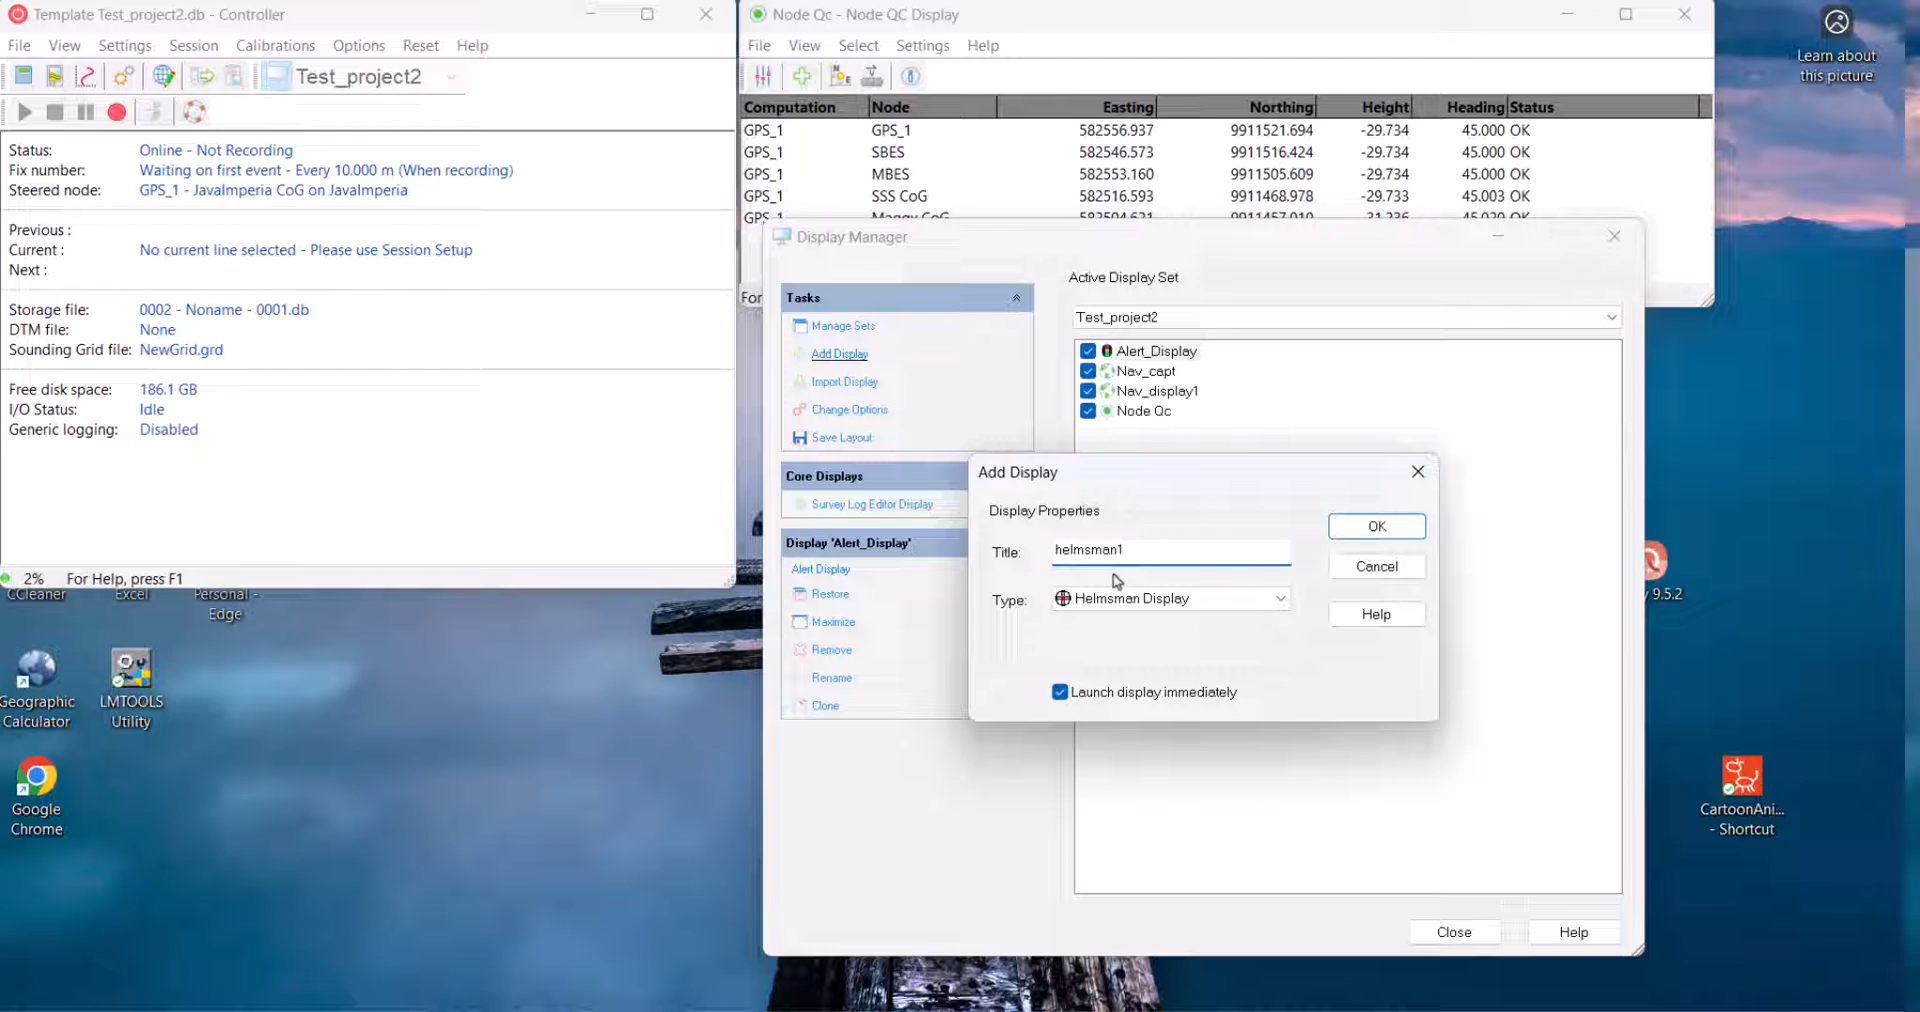 Template Test_project2.db - Controller
File View Settings Session Calibrations Options Reset Help
Test_project2
Status: Online - Not Recording
Fix number: Waiting on first event - Every 10.000 m (When recording)
Steered node: GPS_1 - JavaImperia CoG on JavaImperia
Previous :
Current : No current line selected - Please use Session Setup
Next :
Storage file: 0002 - Noname - 0001.db
DTM file: None
Sounding Grid file: NewGrid.grd
Free disk space: 186.1 GB
I/O Status: Idle
Generic logging: Disabled
2% For Help, press F1
Node Qc - Node QC Display
File View Select Settings Help
Computation Node Easting Northing Height Heading Status
GPS_1 GPS_1 582556.937 9911521.694 -29.734 45.000 OK
GPS_1 SBES 582546.573 9911516.424 -29.734 45.000 OK
GPS_1 MBES 582553.160 9911505.609 -29.734 45.000 OK
GPS_1 SSS CoG 582516.593 9911468.978 -29.733 45.003 OK
For
Display Manager
Tasks
Manage Sets
Add Display
Import Display
Change Options
Save Layout
Core Displays
Survey Log Editor Display
Display 'Alert_Display'
Alert Display
Restore
Maximize
Remove
Rename
Clone
Active Display Set
Test_project2
Alert_Display
Nav_capt
Nav_display1
Node Qc
Add Display
Display Properties
Title: helmsman1
Type: Helmsman Display
Launch display immediately
OK
Cancel
Help
Close Help
Learn about
this picture
CCleaner Excel Personal -
Edge
Geographic
Calculator
LMTOOLS
Utility
Google
Chrome
y 9.5.2
CartoonAni...
- Shortcut